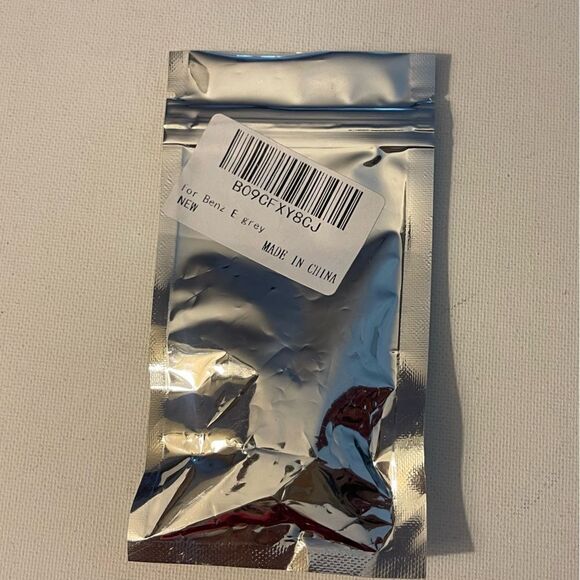 B09CFXY8CJ
for Benz E grey
NEW
MADE IN CHINA